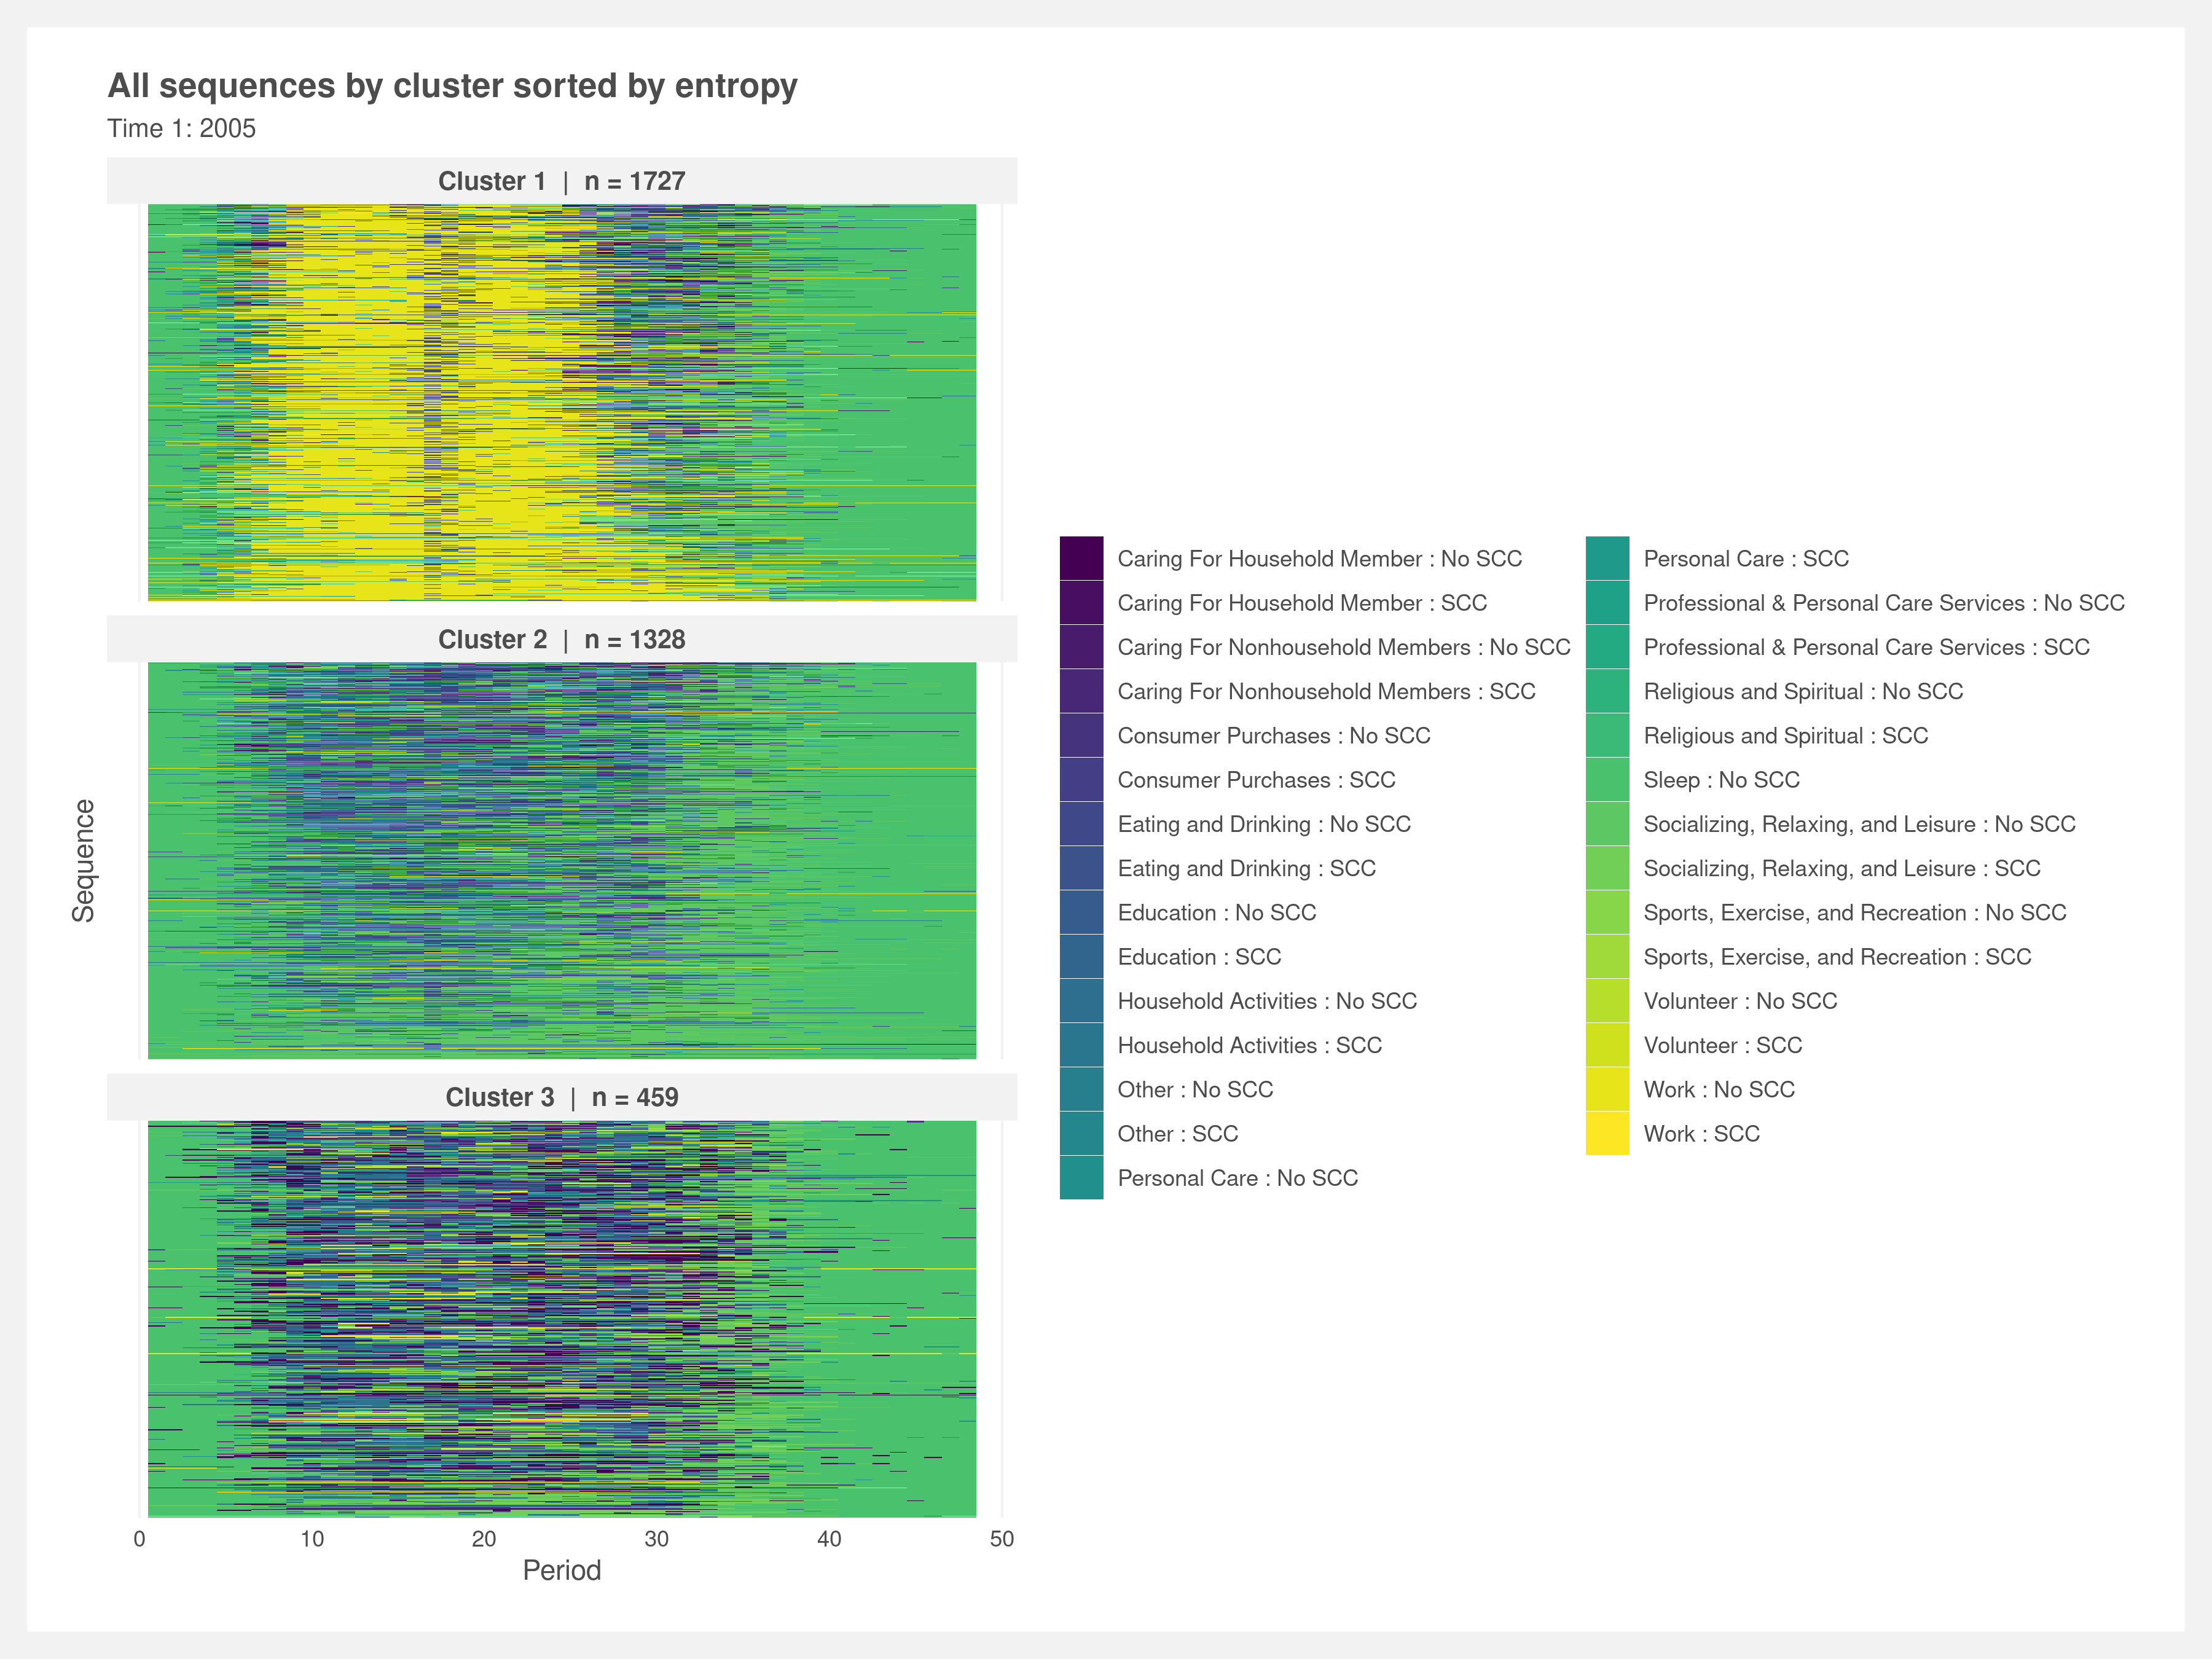 All sequences by cluster sorted by entropy
Time 1: 2005
Cluster 1 | n = 1727
Cluster 2 | n = 1328
Cluster 3 | n = 459
Sequence
0 10 20 30 40 50
Period
Caring For Household Member : No SCC
Caring For Household Member : SCC
Caring For Nonhousehold Members : No SCC
Caring For Nonhousehold Members : SCC
Consumer Purchases : No SCC
Consumer Purchases : SCC
Eating and Drinking : No SCC
Eating and Drinking : SCC
Education : No SCC
Education : SCC
Household Activities : No SCC
Household Activities : SCC
Other : No SCC
Other : SCC
Personal Care : No SCC
Personal Care : SCC
Professional & Personal Care Services : No SCC
Professional & Personal Care Services : SCC
Religious and Spiritual : No SCC
Religious and Spiritual : SCC
Sleep : No SCC
Socializing, Relaxing, and Leisure : No SCC
Socializing, Relaxing, and Leisure : SCC
Sports, Exercise, and Recreation : No SCC
Sports, Exercise, and Recreation : SCC
Volunteer : No SCC
Volunteer : SCC
Work : No SCC
Work : SCC